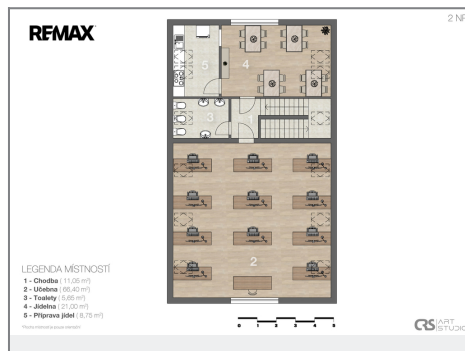 RE/MAX
2 NP
5
4
3
1
2
LEGENDA MÍSTNOSTÍ
1 - Chodba ( 11,05 m²)
2 - Učebna ( 66,40 m²)
3 - Toalety ( 5,65 m²)
4 - Jídelna ( 21,00 m²)
5 - Příprava jídel ( 8,75 m²)
0 1 2 3 4 5
CRS ART
STUDIO